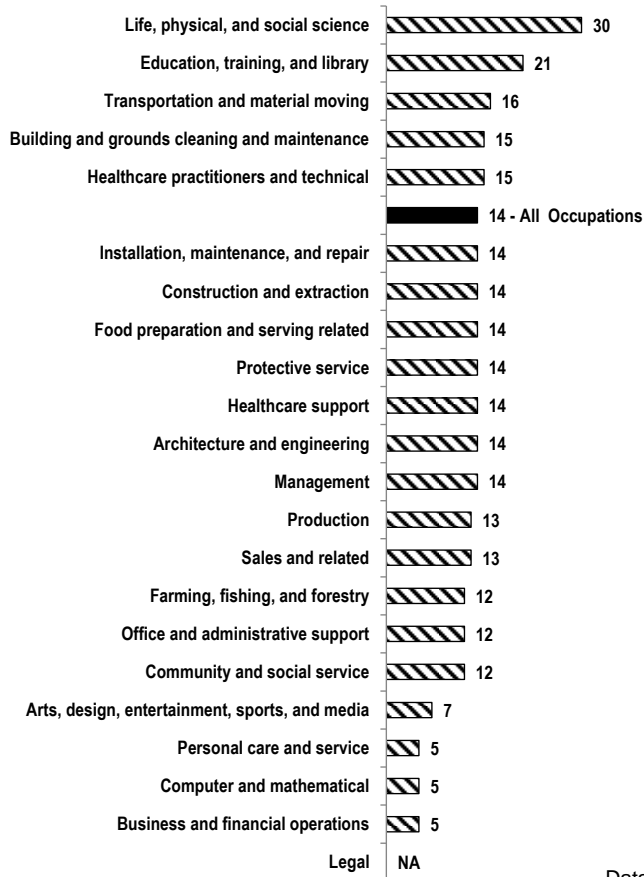 Life, physical, and social science 30
Education, training, and library 21
Transportation and material moving 16
Building and grounds cleaning and maintenance 15
Healthcare practitioners and technical 15
14 - All Occupations
Installation, maintenance, and repair 14
Construction and extraction 14
Food preparation and serving related 14
Protective service 14
Healthcare support 14
Architecture and engineering 14
Management 14
Production 13
Sales and related 13
Farming, fishing, and forestry 12
Office and administrative support 12
Community and social service 12
Arts, design, entertainment, sports, and media 7
Personal care and service 5
Computer and mathematical 5
Business and financial operations 5
Legal NA